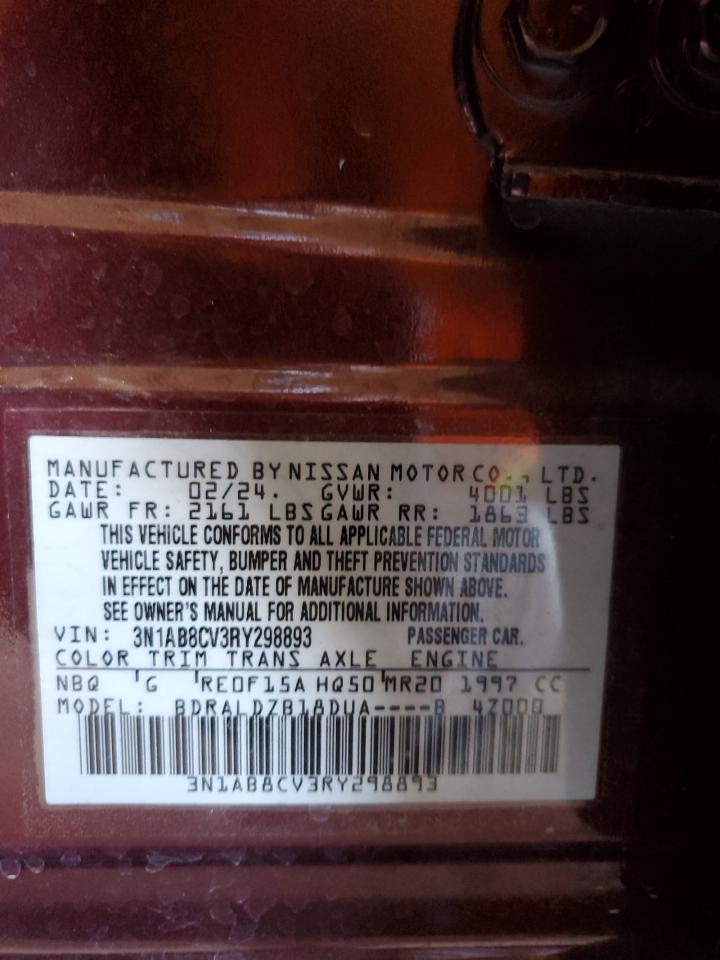 MANUFACTURED BY NISSAN MOTOR CO., LTD.
DATE: 02/24. GVWR: 4001 LBS
GAWR FR: 2161 LBS GAWR RR: 1863 LBS
THIS VEHICLE CONFORMS TO ALL APPLICABLE FEDERAL MOTOR
VEHICLE SAFETY, BUMPER AND THEFT PREVENTION STANDARDS
IN EFFECT ON THE DATE OF MANUFACTURE SHOWN ABOVE.
SEE OWNER'S MANUAL FOR ADDITIONAL INFORMATION.
VIN: 3N1AB8CV3RY298893 PASSENGER CAR.
COLOR TRIM TRANS AXLE ENGINE
NBQ 'G 'RE0F15A HQ50'MR20 1997 CC
MODEL: BDRALDZB18DUA----B 4Z000
3N1AB8CV3RY298893